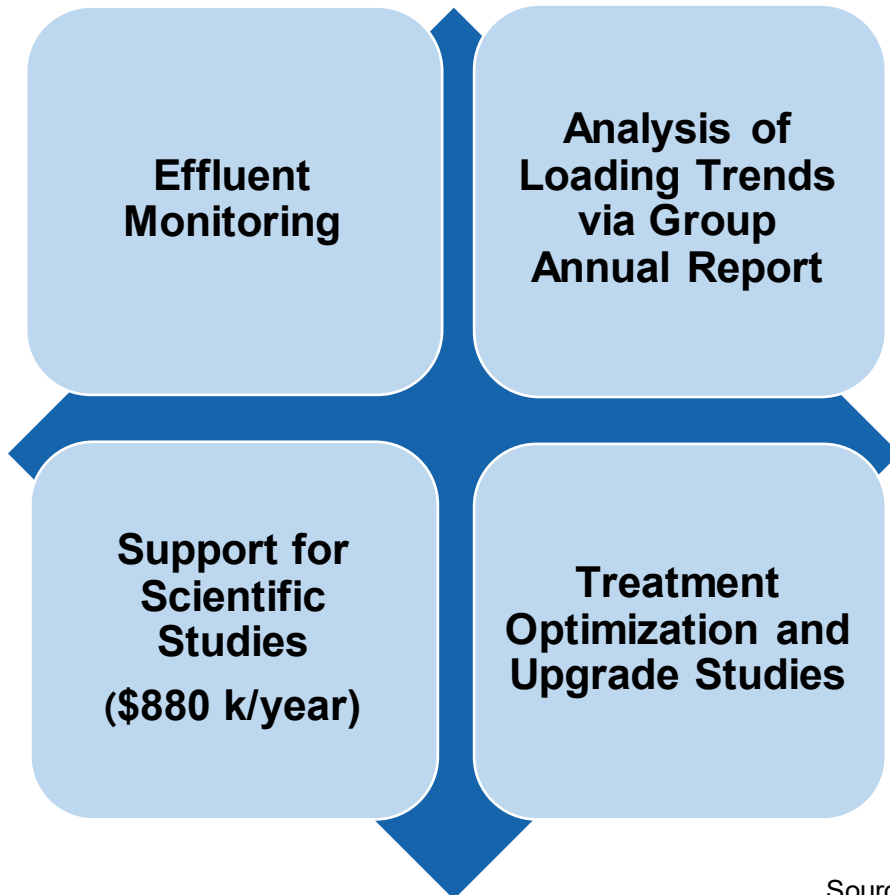 Effluent
Monitoring
Analysis of
Loading Trends
via Group
Annual Report
Support for
Scientific
Studies
($880 k/year)
Treatment
Optimization and
Upgrade Studies